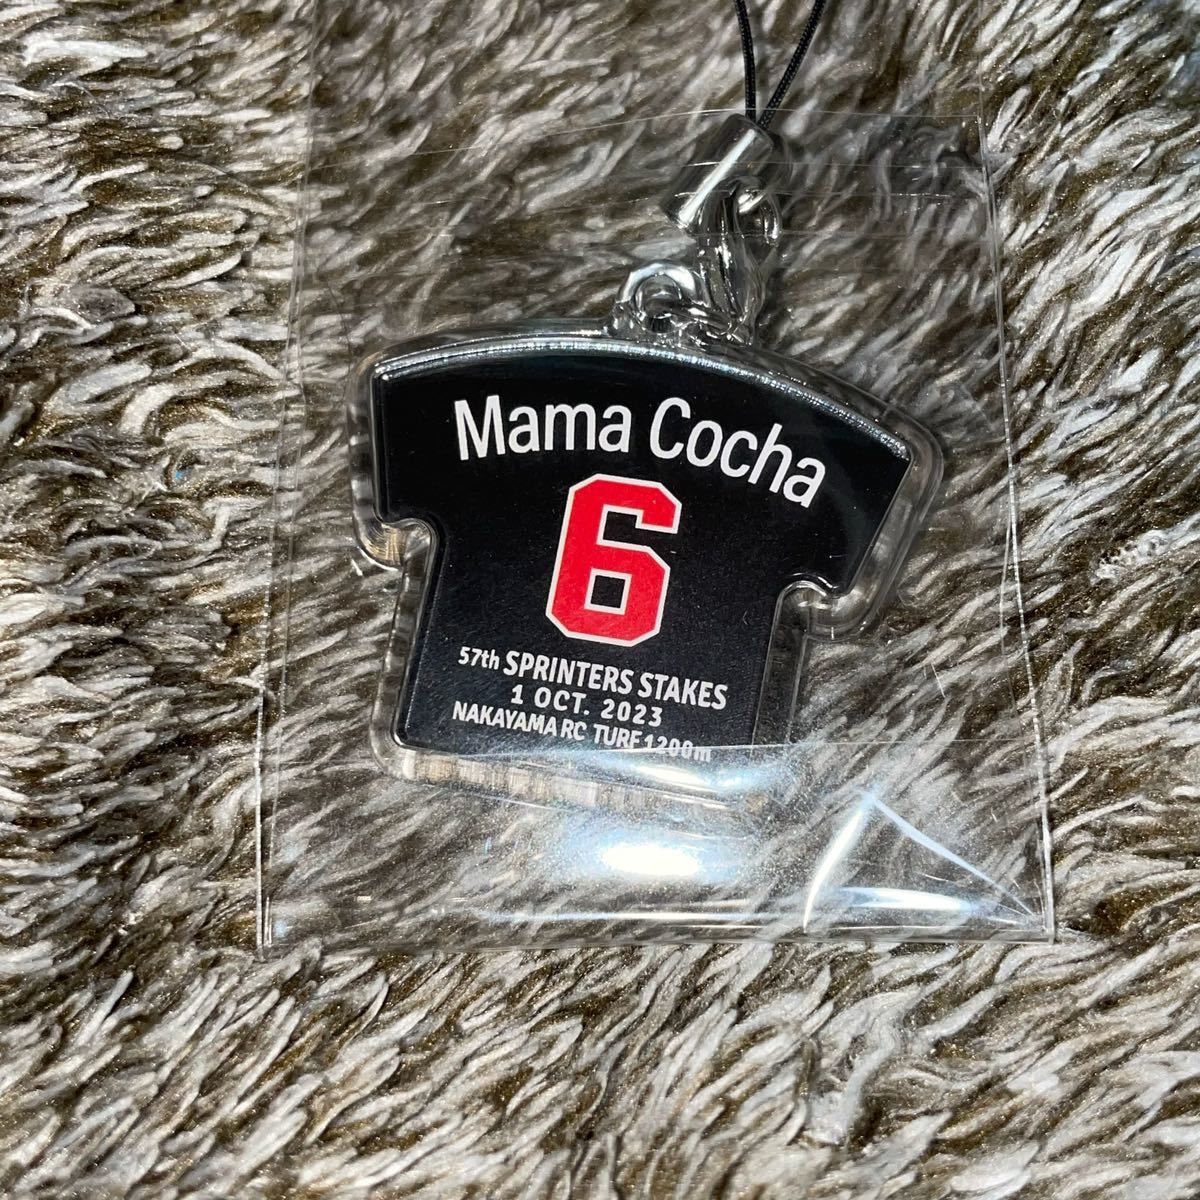 Mama Cocha
6
57th SPRINTERS STAKES
1 OCT. 2023
NAKAYAMA RC TURF 1200m